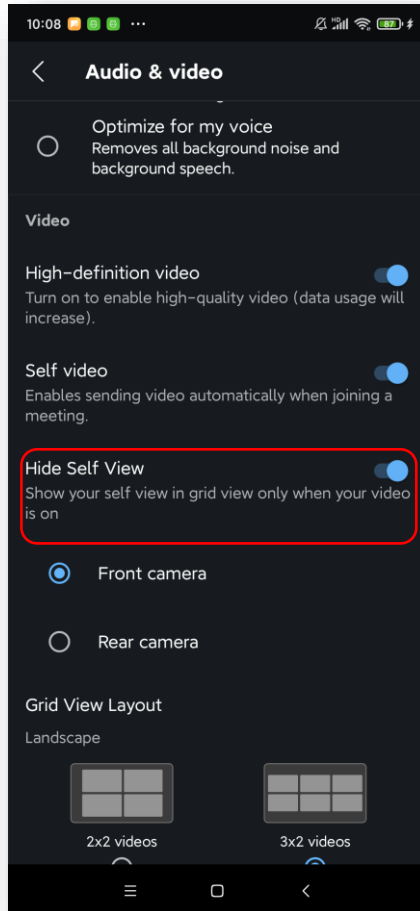 10:08
87
Audio & video
Optimize for my voice
Removes all background noise and
background speech.
Video
High-definition video
Turn on to enable high-quality video (data usage will
increase).
Self video
Enables sending video automatically when joining a
meeting.
Hide Self View
Show your self view in grid view only when your video
is on
Front camera
Rear camera
Grid View Layout
Landscape
2x2 videos
3x2 videos